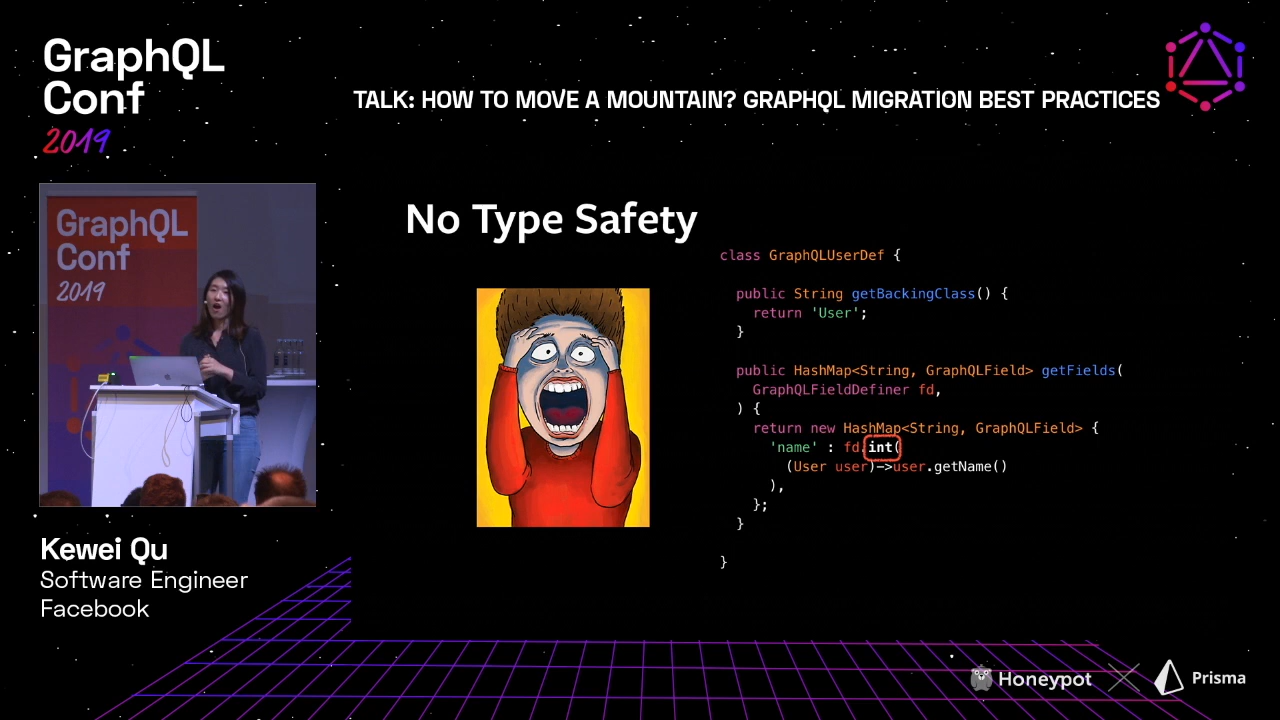 GraphQL
Conf
2019
TALK: HOW TO MOVE A MOUNTAIN? GRAPHQL MIGRATION BEST PRACTICES
GraphQL
Conf
2019
Kewei Qu
Software Engineer
Facebook
No Type Safety
class GraphQLUserDef {
public String getBackingClass() {
return 'User';
}
public HashMap<String, GraphQLField> getFields(
GraphQLFieldDefiner fd,
) {
return new HashMap<String, GraphQLField> {
'name' : fd.int(
(User user)->user.getName()
),
};
}
}
Honeypot
Prisma